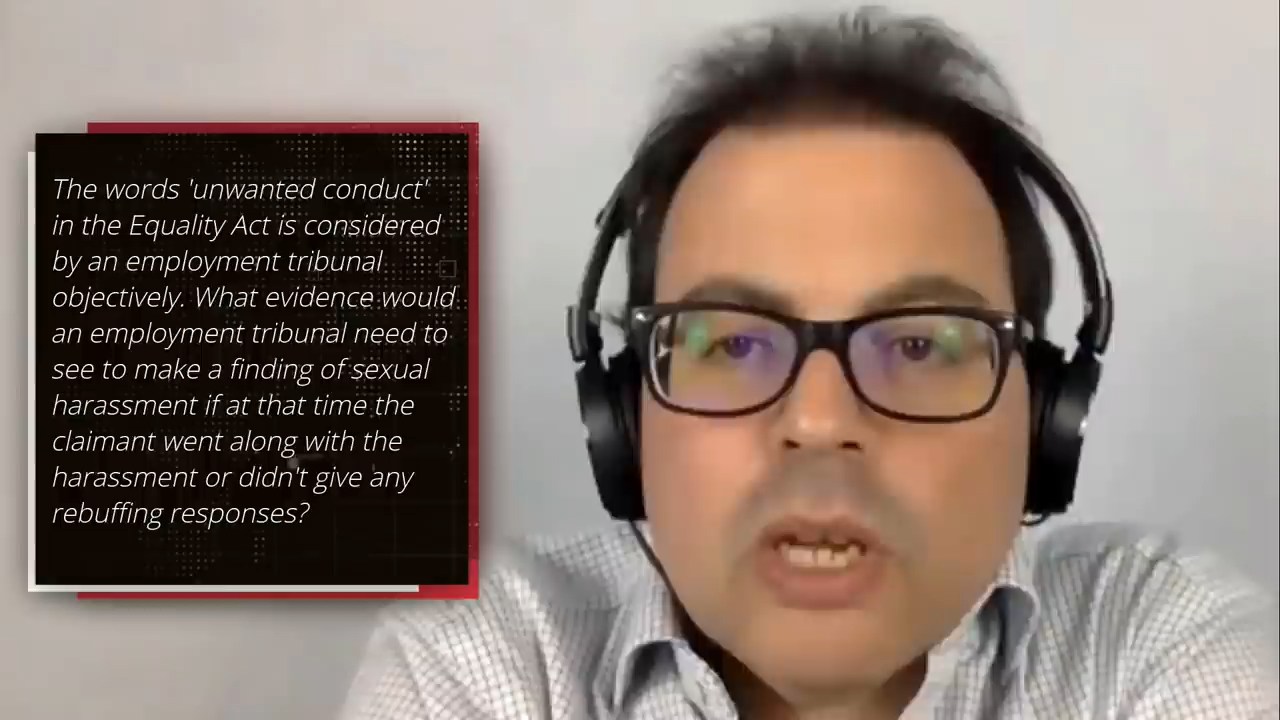 The words 'unwanted conduct'
in the Equality Act is considered
by an employment tribunal
objectively. What evidence would
an employment tribunal need to
see to make a finding of sexual
harassment if at that time the
claimant went along with the
harassment or didn't give any
rebuffing responses?